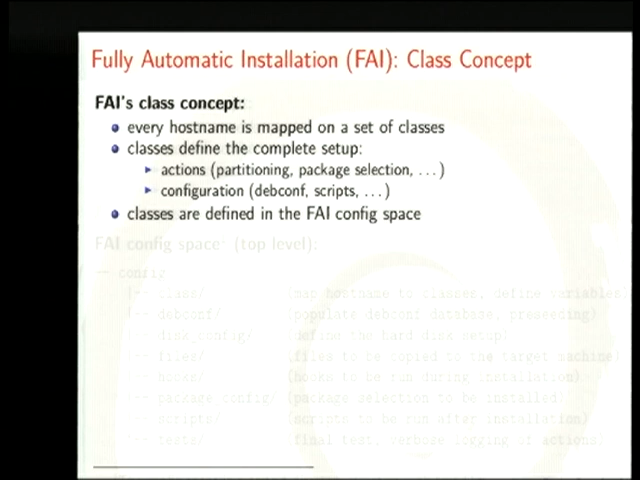 Fully Automatic Installation (FAI): Class Concept
FAI's class concept:
every hostname is mapped on a set of classes
classes define the complete setup:
actions (partitioning, package selection, ...)
configuration (debconf, scripts, ...)
classes are defined in the FAI config space
FAI config space: (top level):
-- config
|-- class/ (map hostname to classes, define variables)
|-- debconf/ (populate debconf database, preseeding)
|-- disk_config/ (define the hard disk setup)
|-- files/ (files to be copied to the target machine)
|-- hooks/ (hooks to be run during installation)
|-- package_config/ (package selection to be installed)
|-- scripts/ (scripts to be run after installation)
|-- tests/ (final test, verbose logging of actions)